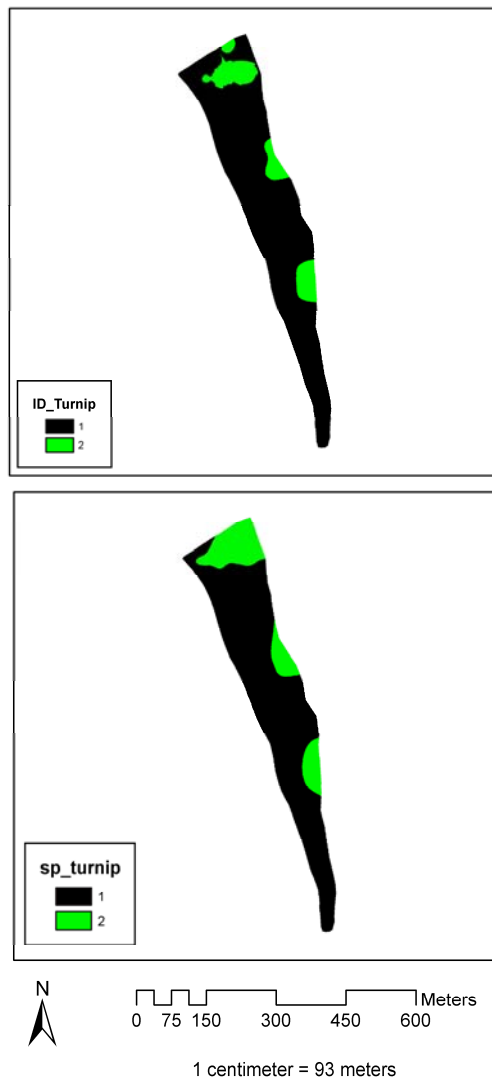 ID_Turnip
1
2
sp_turnip
1
2
N
Meters
0 75 150 300 450 600
1 centimeter = 93 meters